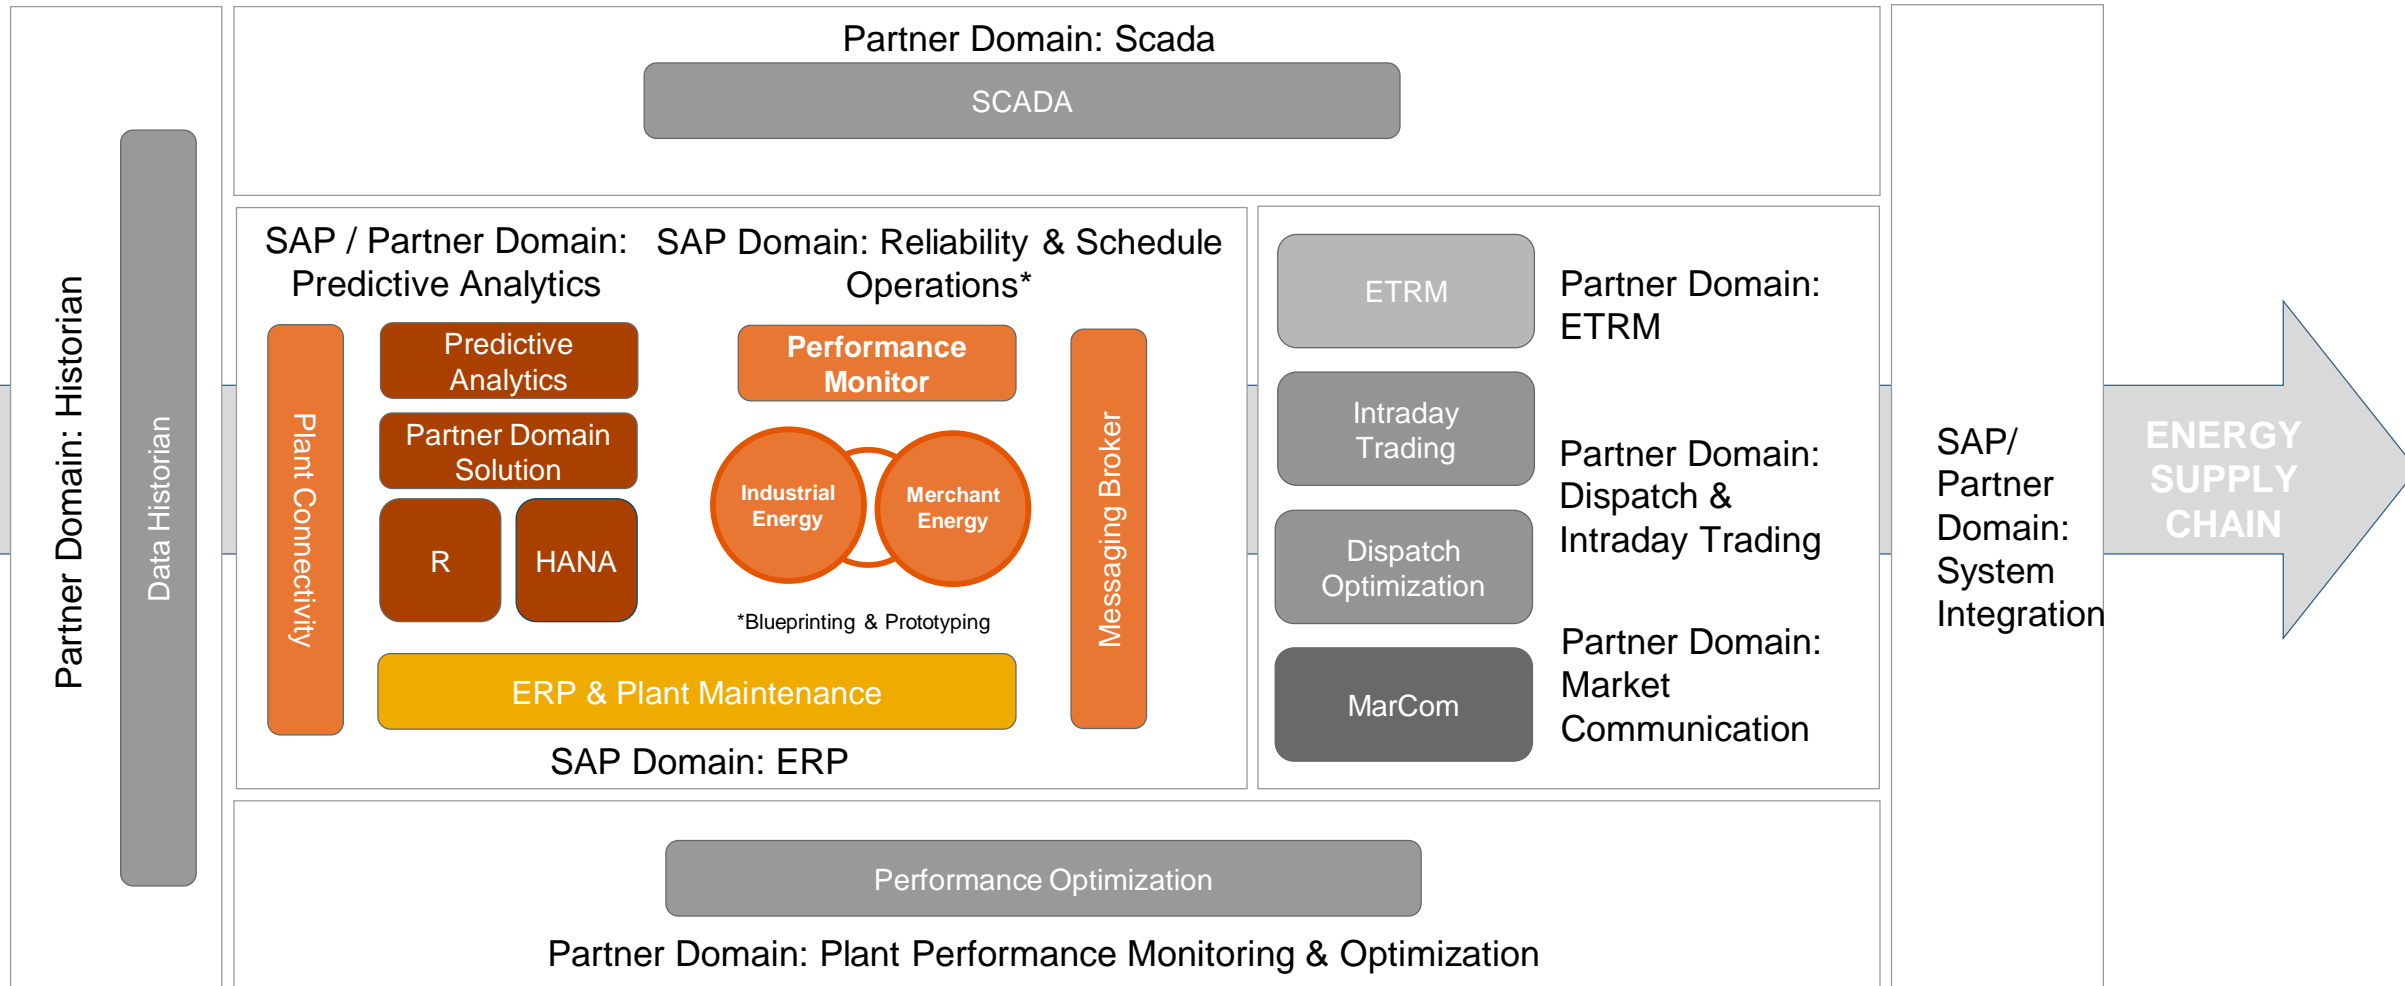 Partner Domain: Historian
Data Historian
Partner Domain: Scada
SCADA
SAP / Partner Domain:
Predictive Analytics
SAP Domain: Reliability & Schedule
Operations*
Plant Connectivity
Predictive
Analytics
Partner Domain
Solution
R
HANA
Performance
Monitor
Industrial
Energy
Merchant
Energy
*Blueprinting & Prototyping
Messaging Broker
ERP & Plant Maintenance
SAP Domain: ERP
ETRM
Partner Domain:
ETRM
Intraday
Trading
Dispatch
Optimization
Partner Domain:
Dispatch &
Intraday Trading
MarCom
Partner Domain:
Market
Communication
Performance Optimization
Partner Domain: Plant Performance Monitoring & Optimization
SAP/
Partner
Domain:
System
Integration
ENERGY
SUPPLY
CHAIN